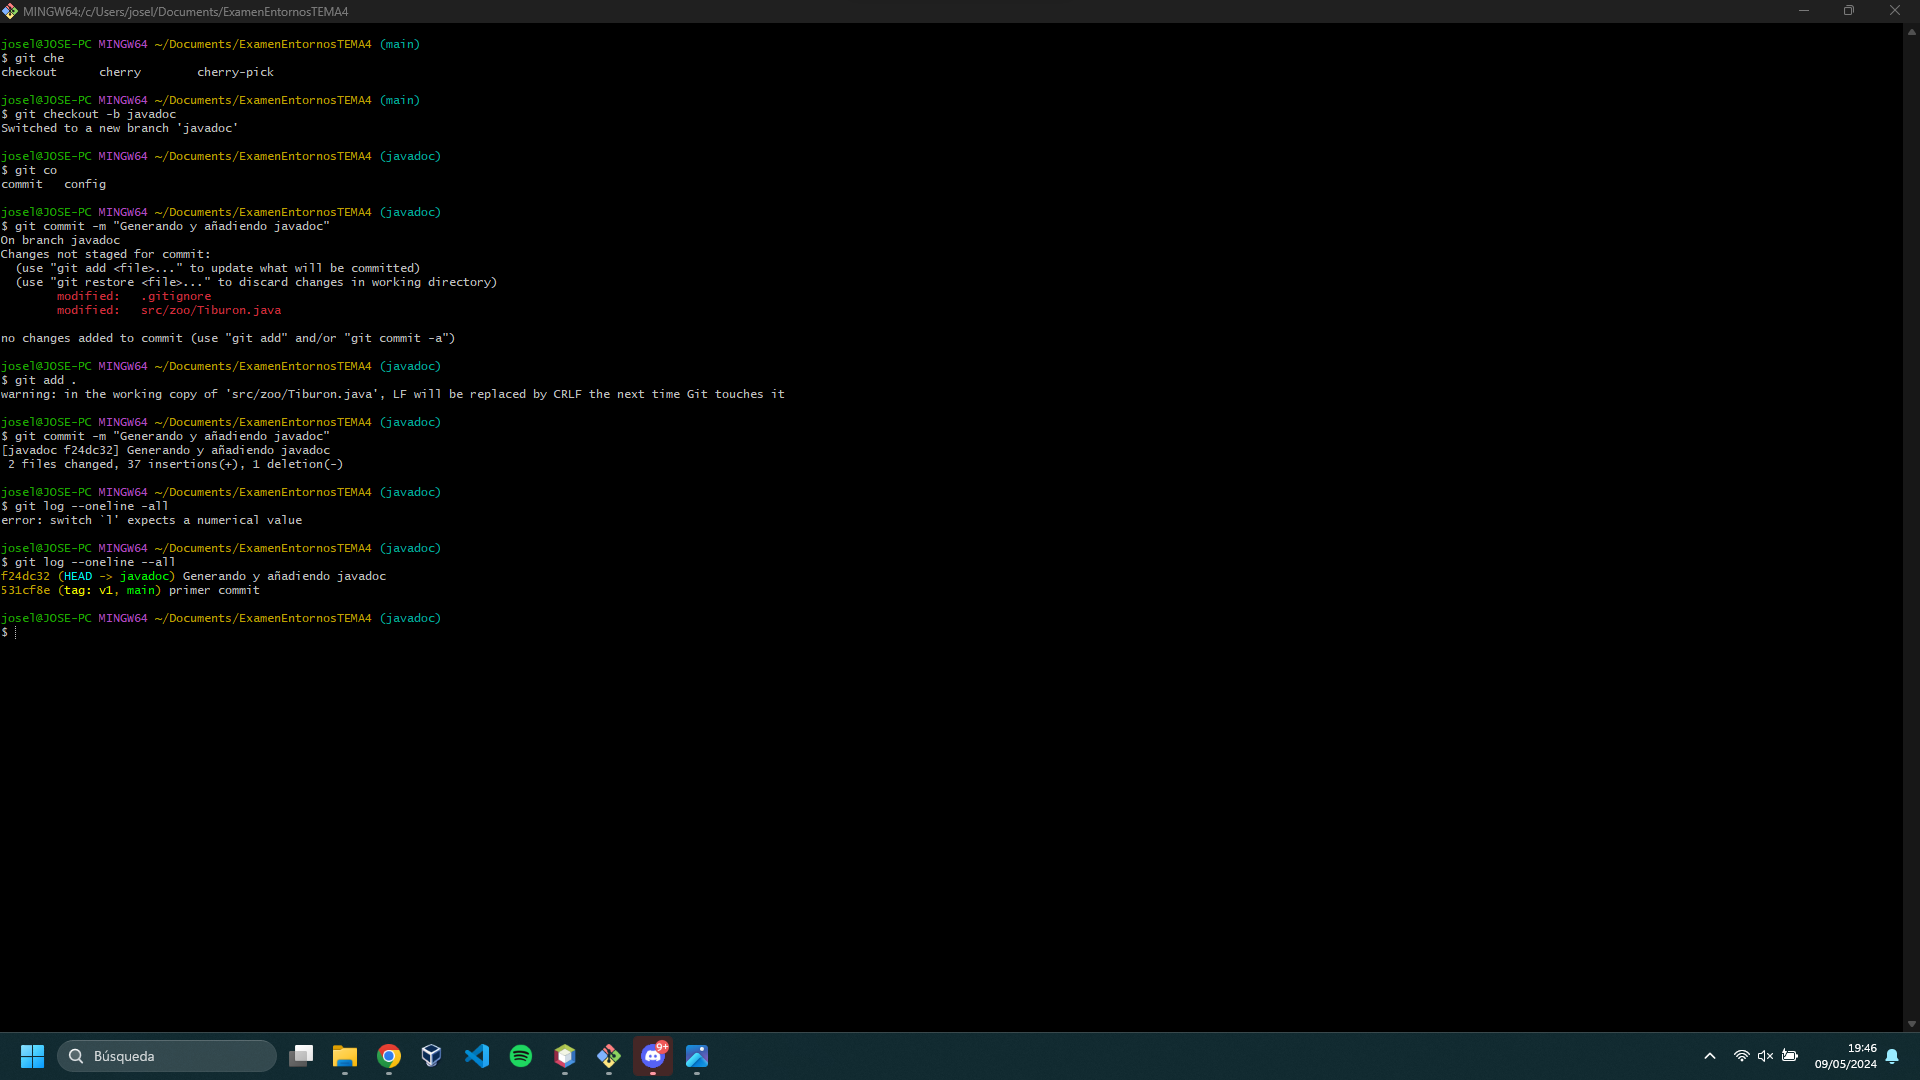 MINGW64:/c/Users/josel/Documents/ExamenEntornosTEMA4
josel@JOSE-PC MINGW64 ~/Documents/ExamenEntornosTEMA4 (main)
$ git che
checkout      cherry        cherry-pick
josel@JOSE-PC MINGW64 ~/Documents/ExamenEntornosTEMA4 (main)
$ git checkout -b javadoc
Switched to a new branch 'javadoc'
josel@JOSE-PC MINGW64 ~/Documents/ExamenEntornosTEMA4 (javadoc)
$ git co
commit   config
josel@JOSE-PC MINGW64 ~/Documents/ExamenEntornosTEMA4 (javadoc)
$ git commit -m "Generando y añadiendo javadoc"
On branch javadoc
Changes not staged for commit:
  (use "git add <file>..." to update what will be committed)
  (use "git restore <file>..." to discard changes in working directory)
        modified:   .gitignore
        modified:   src/zoo/Tiburon.java
no changes added to commit (use "git add" and/or "git commit -a")
josel@JOSE-PC MINGW64 ~/Documents/ExamenEntornosTEMA4 (javadoc)
$ git add .
warning: in the working copy of 'src/zoo/Tiburon.java', LF will be replaced by CRLF the next time Git touches it
josel@JOSE-PC MINGW64 ~/Documents/ExamenEntornosTEMA4 (javadoc)
$ git commit -m "Generando y añadiendo javadoc"
[javadoc f24dc32] Generando y añadiendo javadoc
 2 files changed, 37 insertions(+), 1 deletion(-)
josel@JOSE-PC MINGW64 ~/Documents/ExamenEntornosTEMA4 (javadoc)
$ git log --oneline -all
error: switch `l' expects a numerical value
josel@JOSE-PC MINGW64 ~/Documents/ExamenEntornosTEMA4 (javadoc)
$ git log --oneline --all
f24dc32 (HEAD -> javadoc) Generando y añadiendo javadoc
531cf8e (tag: v1, main) primer commit
josel@JOSE-PC MINGW64 ~/Documents/ExamenEntornosTEMA4 (javadoc)
$
Búsqueda
9+
19:46
09/05/2024